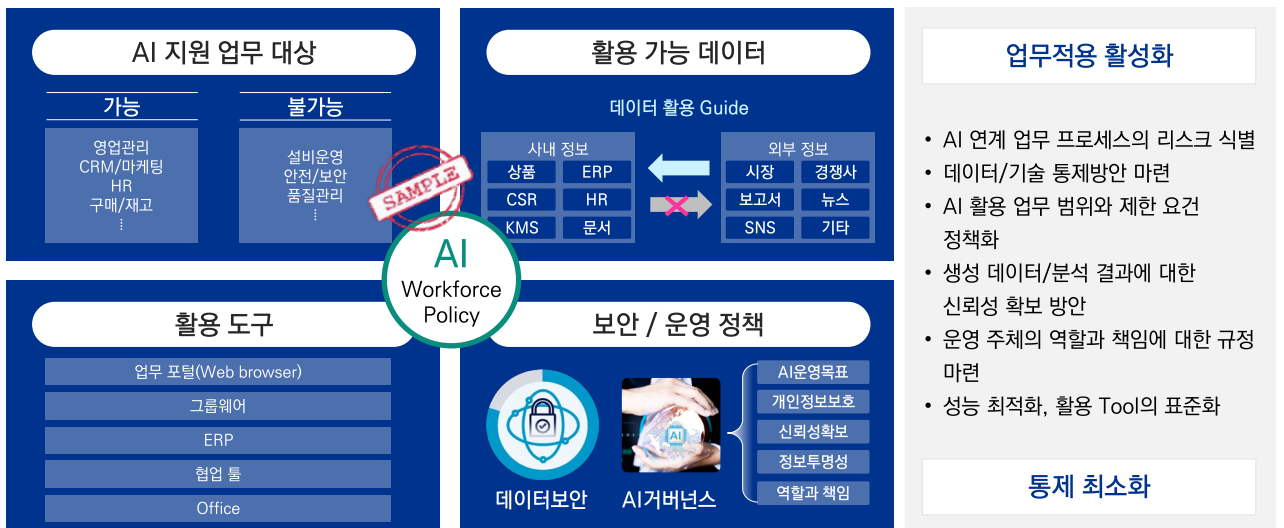 AI 지원 업무 대상
가능
영업관리
CRM/마케팅
HR
구매/재고
⋮
불가능
설비운영
안전/보안
품질관리
⋮
활용 가능 데이터
데이터 활용 Guide
사내 정보
상품
ERP
CSR
HR
KMS
문서
외부 정보
시장
경쟁사
보고서
뉴스
SNS
기타
SAMPLE
AI
Workforce
Policy
활용 도구
업무 포털(Web browser)
그룹웨어
ERP
협업 툴
Office
보안 / 운영 정책
데이터보안
AI
AI거버넌스
AI운영목표
개인정보보호
신뢰성확보
정보투명성
역할과 책임
업무적용 활성화
• AI 연계 업무 프로세스의 리스크 식별
• 데이터/기술 통제방안 마련
• AI 활용 업무 범위와 제한 요건
정책화
• 생성 데이터/분석 결과에 대한
신뢰성 확보 방안
• 운영 주체의 역할과 책임에 대한 규정
마련
• 성능 최적화, 활용 Tool의 표준화
통제 최소화